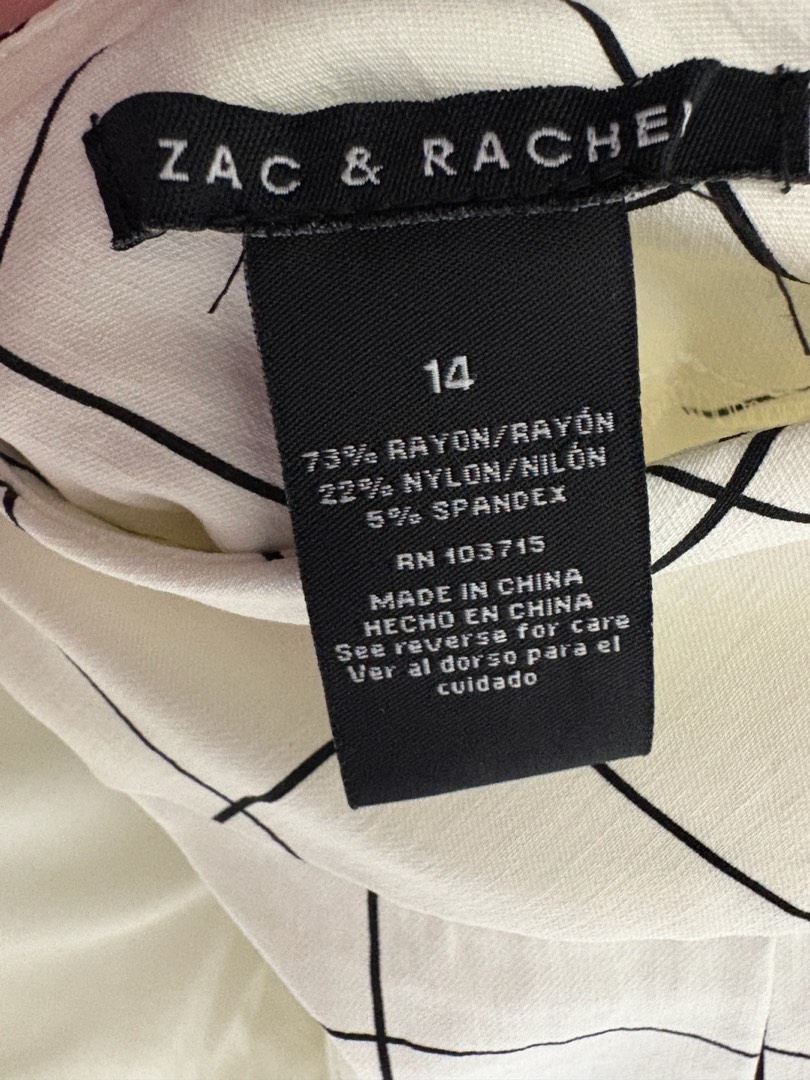 ZAC & RACHEL
14
73% RAYON/RAYÓN
22% NYLON/NILÓN
5% SPANDEX
RN 103715
MADE IN CHINA
HECHO EN CHINA
See reverse for care
Ver al dorso para el
cuidado